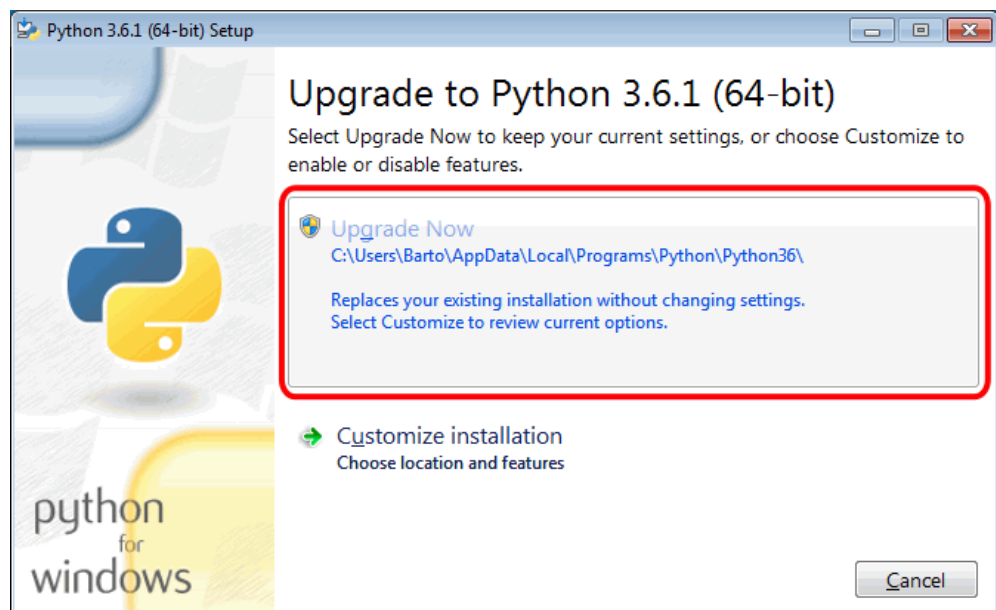 Python 3.6.1 (64-bit) Setup
Upgrade to Python 3.6.1 (64-bit)
Select Upgrade Now to keep your current settings, or choose Customize to
enable or disable features.
Upgrade Now
C:\Users\Barto\AppData\Local\Programs\Python\Python36\
Replaces your existing installation without changing settings.
Select Customize to review current options.
Customize installation
Choose location and features
python
for
windows
Cancel